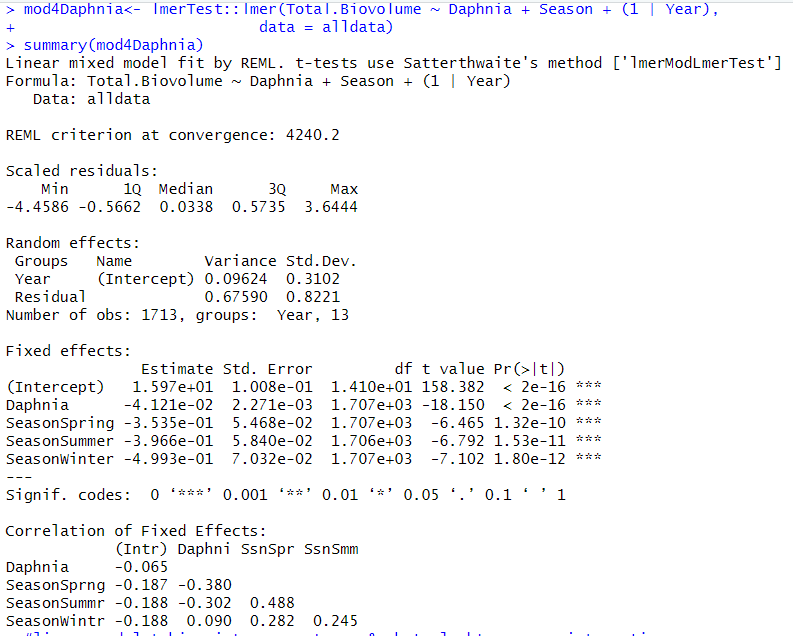 > mod4Daphnia<- lmerTest::lmer(Total.Biovolume ~ Daphnia + Season + (1 | Year),
+                            data = alldata)
> summary(mod4Daphnia)
Linear mixed model fit by REML. t-tests use Satterthwaite's method ['lmerModLmerTest']
Formula: Total.Biovolume ~ Daphnia + Season + (1 | Year)
   Data: alldata

REML criterion at convergence: 4240.2

Scaled residuals:
    Min      1Q  Median      3Q     Max
-4.4586 -0.5662  0.0338  0.5735  3.6444

Random effects:
 Groups   Name        Variance Std.Dev.
 Year     (Intercept) 0.09624  0.3102
 Residual             0.67590  0.8221
Number of obs: 1713, groups:  Year, 13

Fixed effects:
               Estimate Std. Error         df t value Pr(>|t|)
(Intercept)   1.597e+01  1.008e-01  1.410e+01 158.382  < 2e-16 ***
Daphnia      -4.121e-02  2.271e-03  1.707e+03 -18.150  < 2e-16 ***
SeasonSpring -3.535e-01  5.468e-02  1.707e+03  -6.465 1.32e-10 ***
SeasonSummer -3.966e-01  5.840e-02  1.706e+03  -6.792 1.53e-11 ***
SeasonWinter -4.993e-01  7.032e-02  1.707e+03  -7.102 1.80e-12 ***
---
Signif. codes:  0 ‘***’ 0.001 ‘**’ 0.01 ‘*’ 0.05 ‘.’ 0.1 ‘ ’ 1

Correlation of Fixed Effects:
            (Intr) Daphni SsnSpr SsnSmm
Daphnia     -0.065
SeasonSprng -0.187 -0.380
SeasonSummr -0.188 -0.302  0.488
SeasonWintr -0.188  0.090  0.282  0.245